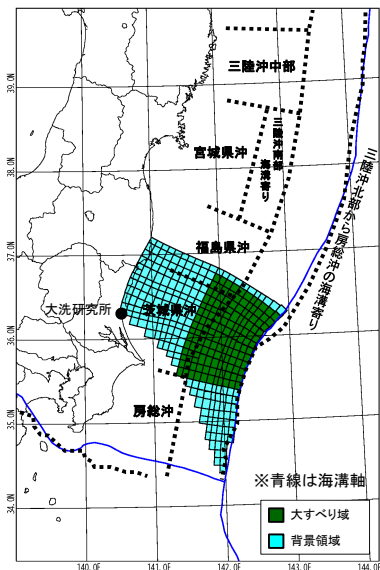 三陸沖中部
39.0N
宮城県沖
三陸沖南部
海溝寄り
38.0N
三陸沖北部から房総沖の海溝寄り
福島県沖
37.0N
大洗研究所
茨城県沖
36.0N
房総沖
35.0N
※青線は海溝軸
大すべり域
背景領域
34.0N
140.0E
141.0E
142.0E
143.0E
144.0E